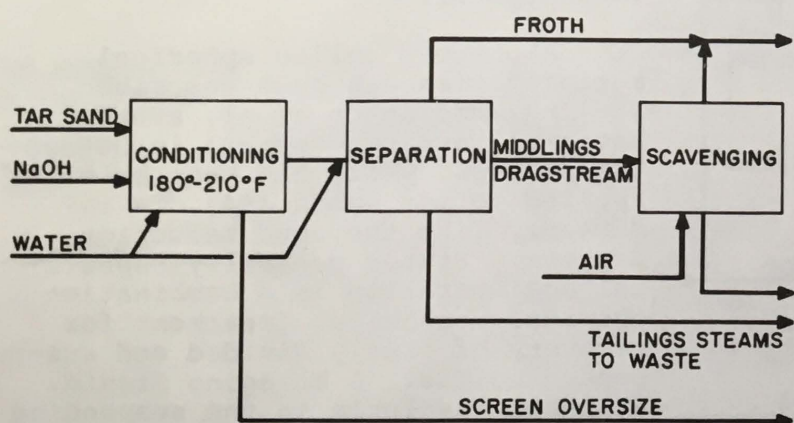 FROTH
TAR SAND
NaOH
WATER
CONDITIONING
180°-210°F
SEPARATION
MIDDLINGS
DRAGSTREAM
SCAVENGING
AIR
TAILINGS STEAMS
TO WASTE
SCREEN OVERSIZE